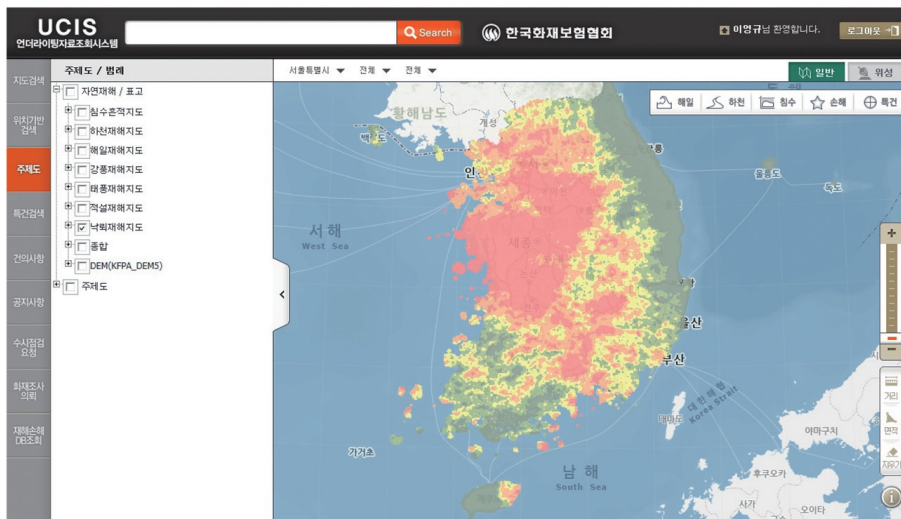 UCIS
언더라이팅자료조회시스템
Search
한국화재보험협회
이영규님 환영합니다.
로그아웃
지도검색
위치기반
검색
주제도
특건검색
건의사항
공지사항
수시점검
요청
화재조사
의뢰
재해손해
DB조회
주제도 / 범례
자연재해 / 표고
침수흔적지도
하천재해지도
해일재해지도
강풍재해지도
태풍재해지도
적설재해지도
낙뢰재해지도
종합
DEM(KFPA_DEM5)
주제도
서울특별시 전체 전체
일반 위성
해일 하천 침수 손해 특건
황해남도
개성
울릉도
독도
서해
West Sea
세종
울산
부산
대한해협
Korea Strait
대마도
가거초
남해
South Sea
야마구치
후쿠오카
사가
오이타
거리
면적
지우기